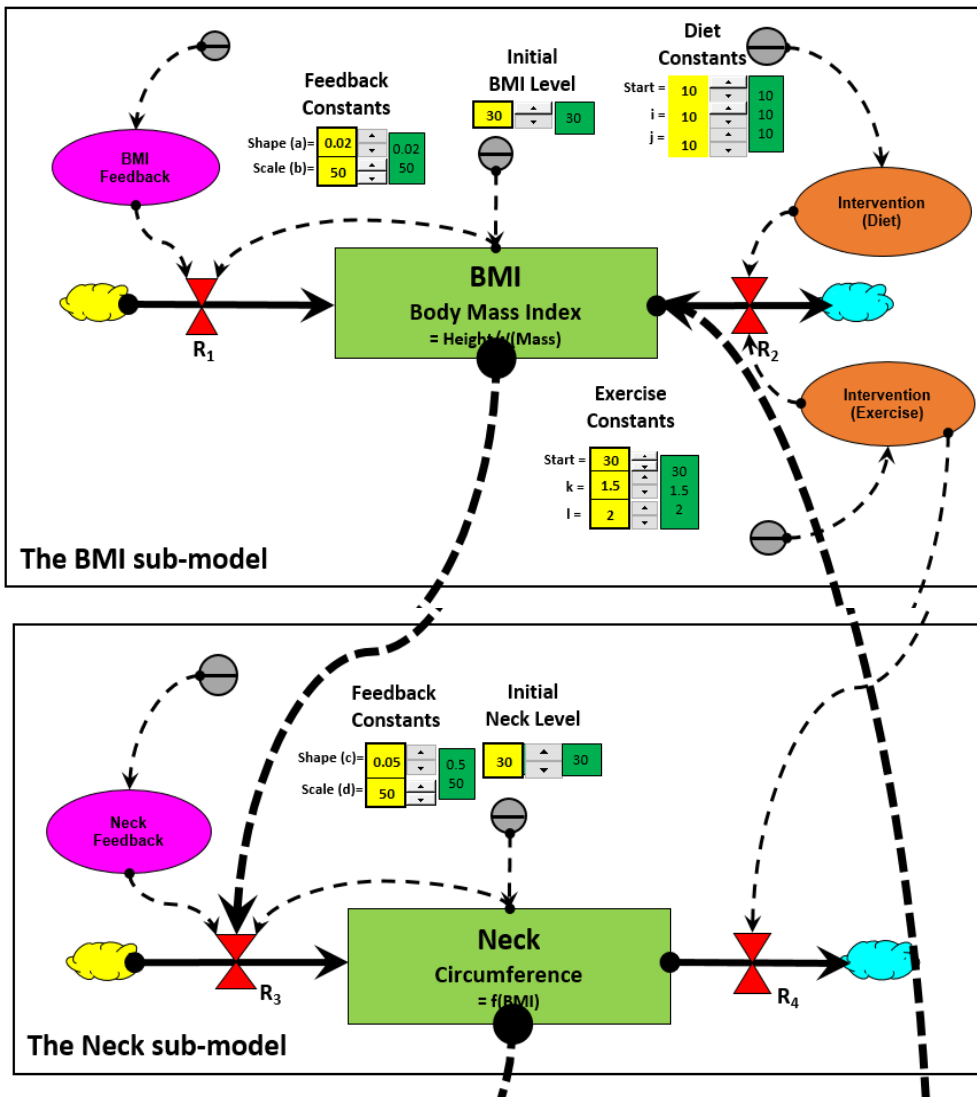 Diet
Constants
Initial
BMI Level
Feedback
Constants
Start =
10
10
i =
10
10
j =
10
10
30
30
Shape (a)=
0.02
0.02
Scale (b)=
50
50
BMI
Feedback
Intervention
(Diet)
BMI
Body Mass Index
= Height
(Mass)
R1
R2
Intervention
(Exercise)
Exercise
Constants
Start =
30
30
k =
1.5
1.5
l =
2
2
The BMI sub-model
Feedback
Constants
Initial
Neck Level
Shape (c)=
0.05
0.5
30
30
Scale (d)=
50
50
Neck
Feedback
Neck
Circumference
= f(BMI)
R3
R4
The Neck sub-model